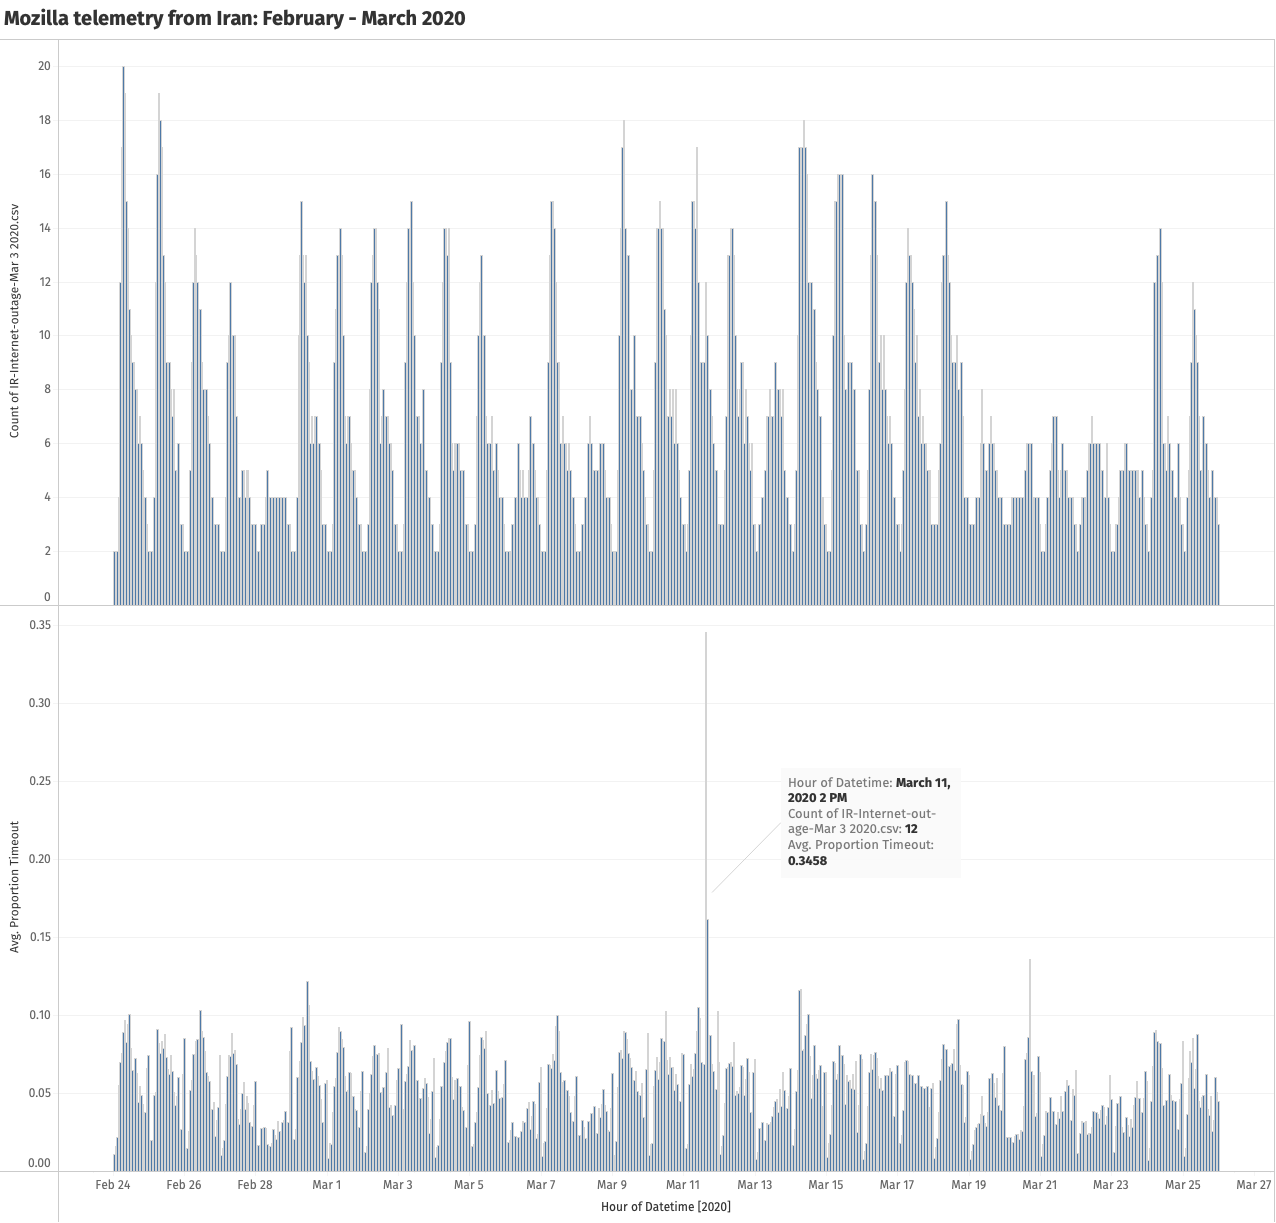 Mozilla telemetry from Iran: February - March 2020
20
18
16
14
12
10
8
6
4
2
0
Count of IR-Internet-outage-Mar 3 2020.csv
0.35
0.30
0.25
0.20
0.15
0.10
0.05
0.00
Avg. Proportion Timeout
Hour of Datetime: March 11,
2020 2 PM
Count of IR-Internet-out-
age-Mar 3 2020.csv: 12
Avg. Proportion Timeout:
0.3458
Feb 24 Feb 26 Feb 28 Mar 1 Mar 3 Mar 5 Mar 7 Mar 9 Mar 11 Mar 13 Mar 15 Mar 17 Mar 19 Mar 21 Mar 23 Mar 25 Mar 27
Hour of Datetime [2020]